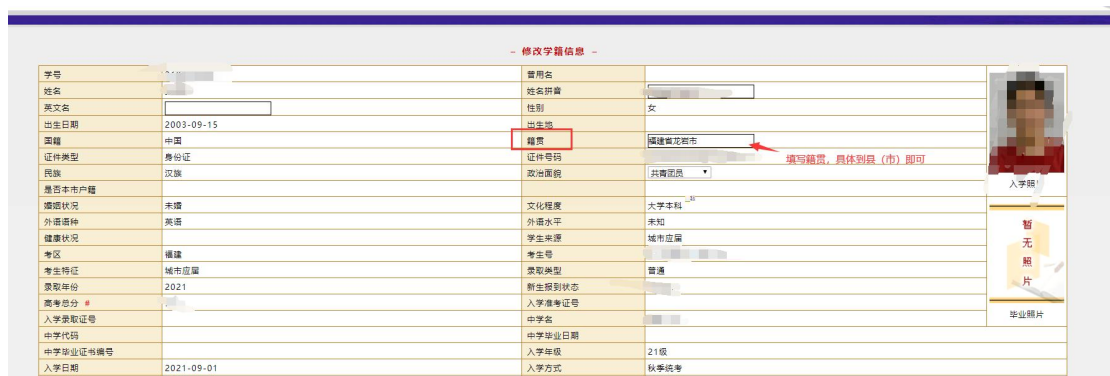 - 修改学籍信息 -
学号 曾用名
姓名 姓名拼音
英文名 性别 女
出生日期 2003-09-15 出生地
国籍 中国 籍贯 福建省龙岩市
证件类型 身份证 证件号码 填写籍贯，具体到县（市）即可
民族 汉族 政治面貌 共青团员
是否本市户籍 入学照片
婚姻状况 未婚 文化程度 大学本科
外语语种 英语 外语水平 未知
健康状况 学生来源 城市应届
考区 福建 考生号
考生特征 城市应届 录取类型 普通
录取年份 2021 新生报到状态
暂无照片
高考总分 # 入学准考证号
入学录取证号 中学名 毕业照片
中学代码 中学毕业日期
中学毕业证书编号 入学年级 21级
入学日期 2021-09-01 入学方式 秋季统考